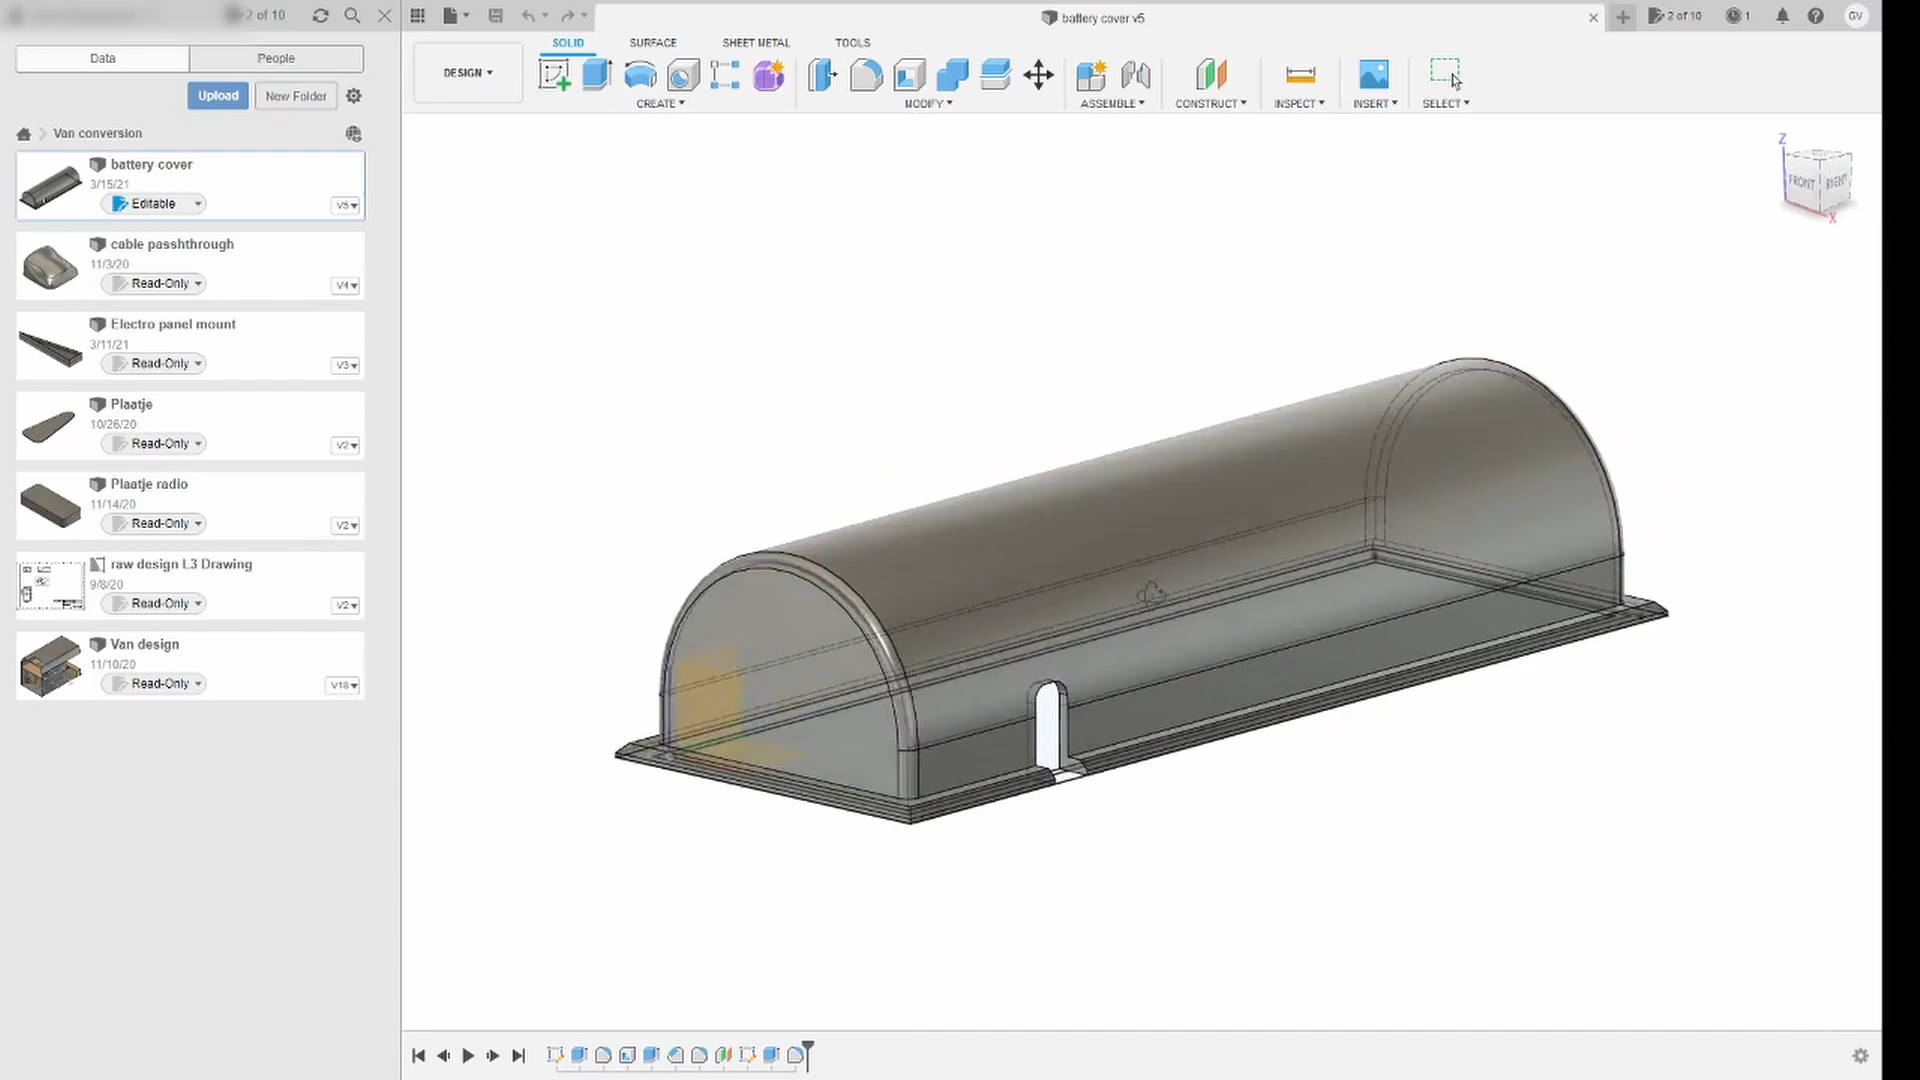 2 of 10
battery cover v5
2 of 10
1
GV
Data
People
SOLID
SURFACE
SHEET METAL
TOOLS
DESIGN
Upload
New Folder
CREATE
MODIFY
ASSEMBLE
CONSTRUCT
INSPECT
INSERT
SELECT
Van conversion
battery cover
3/15/21
Editable
V5
cable passhthrough
11/3/20
Read-Only
V4
Electro panel mount
3/11/21
Read-Only
V3
Plaatje
10/26/20
Read-Only
V2
Plaatje radio
11/14/20
Read-Only
V2
raw design L3 Drawing
9/8/20
Read-Only
V2
Van design
11/10/20
Read-Only
V18
Z
FRONT
RIGHT
X